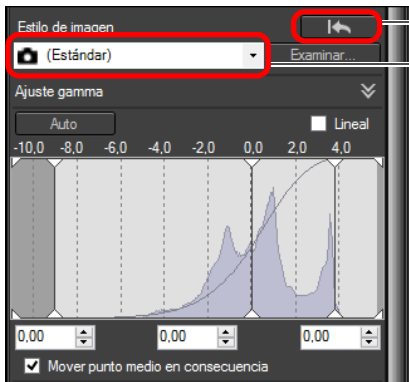 Estilo de imagen
(Estándar)
Examinar...
Ajuste gamma
Auto
Lineal
-10,0 -8,0 -6,0 -4,0 -2,0 0,0 2,0 4,0
0,00 0,00 0,00
Mover punto medio en consecuencia